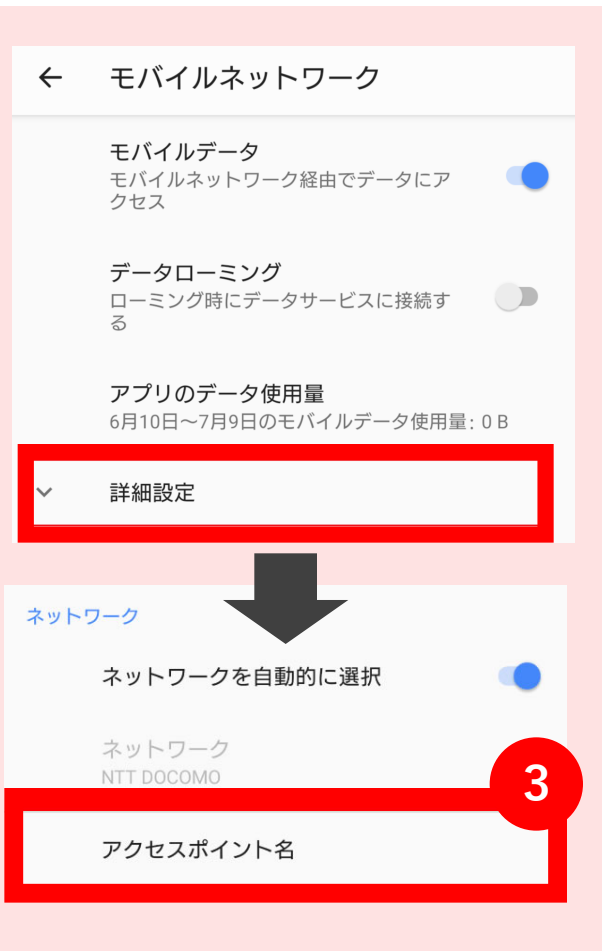 モバイルネットワーク
モバイルデータ
モバイルネットワーク経由でデータにア
クセス
データローミング
ローミング時にデータサービスに接続す
る
アプリのデータ使用量
6月10日～7月9日のモバイルデータ使用量: 0 B
詳細設定
ネットワーク
ネットワークを自動的に選択
ネットワーク
NTT DOCOMO
3
アクセスポイント名